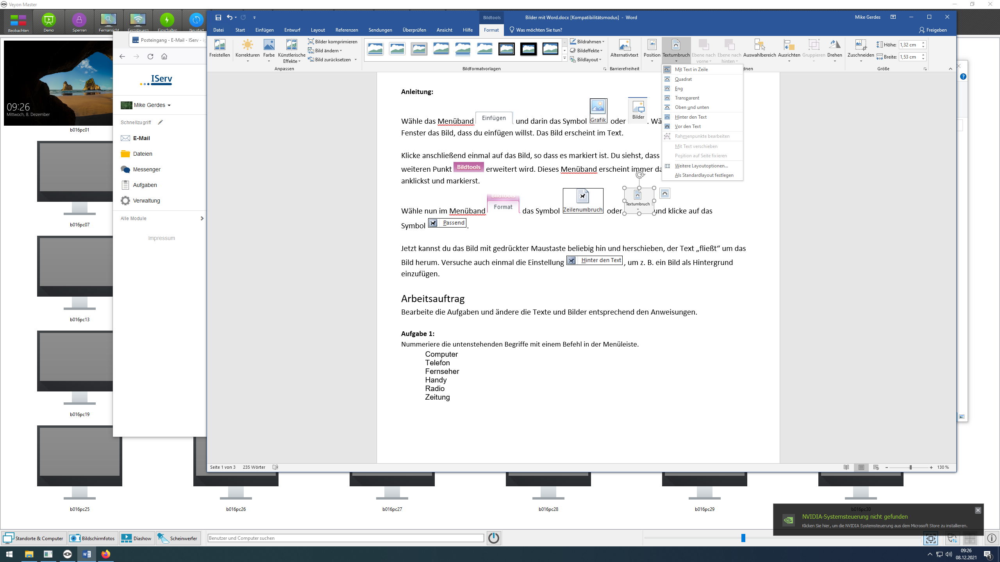 Veyon Master
Beobachten
Demo
Sperren
Fernansicht
Fernsteuern
Einschalten
Neustart
Bildtools
Bilder mit Word.docx [Kompatibilitätsmodus] - Word
Mike Gerdes
Datei
Start
Einfügen
Entwurf
Layout
Referenzen
Sendungen
Überprüfen
Ansicht
Hilfe
Format
Was möchten Sie tun?
Freigeben
Freistellen
Korrekturen
Farbe
Künstlerische
Effekte
Bilder komprimieren
Bild ändern
Bild zurücksetzen
Anpassen
Bildformatvorlagen
Bildrahmen
Bildeffekte
Bildlayout
Alternativtext
Barrierefreiheit
Position
Textumbruch
Ebene nach
vorne
Ebene nach
hinten
Auswahlbereich
Ausrichten
Gruppieren
Drehen
Zuschneiden
Höhe: 1,32 cm
Breite: 1,53 cm
Größe
Mit Text in Zeile
Quadrat
Eng
Transparent
Oben und unten
Hinter den Text
Vor den Text
Rahmenpunkte bearbeiten
Mit Text verschieben
Position auf Seite fixieren
Weitere Layoutoptionen...
Als Standardlayout festlegen
09:26
Mittwoch, 8. Dezember
b016pc01
b016pc07
b016pc13
b016pc19
b016pc25
b016pc26
b016pc27
b016pc28
b016pc29
b016pc30
Posteingang - E-Mail - IServ -
IServ
Mike Gerdes
Schnellzugriff
E-Mail
Dateien
Messenger
Aufgaben
Verwaltung
Alle Module
Impressum
Anleitung:
Wähle das Menüband Einfügen und darin das Symbol Grafik oder Bilder. Wä
Fenster das Bild, dass du einfügen willst. Das Bild erscheint im Text.
Klicke anschließend einmal auf das Bild, so dass es markiert ist. Du siehst, dass
weiteren Punkt Bildtools erweitert wird. Dieses Menüband erscheint immer da
anklickst und markierst.
Wähle nun im Menüband Bildtools Format das Symbol Zeilenumbruch oder Textumbruch und klicke auf das
Symbol Passend.
Jetzt kannst du das Bild mit gedrückter Maustaste beliebig hin und herschieben, der Text „fließt“ um das
Bild herum. Versuche auch einmal die Einstellung Hinter den Text, um z. B. ein Bild als Hintergrund
einzufügen.
Arbeitsauftrag
Bearbeite die Aufgaben und ändere die Texte und Bilder entsprechend den Anweisungen.
Aufgabe 1:
Nummeriere die untenstehenden Begriffe mit einem Befehl in der Menüleiste.
Computer
Telefon
Fernseher
Handy
Radio
Zeitung
Seite 1 von 3
235 Wörter
130 %
NVIDIA-Systemsteuerung nicht gefunden
Klicken Sie hier, um die NVIDIA Systemsteuerung aus dem Microsoft Store zu installieren.
Standorte & Computer
Bildschirmfotos
Diashow
Scheinwerfer
Benutzer und Computer suchen
09:26
08.12.2021
1